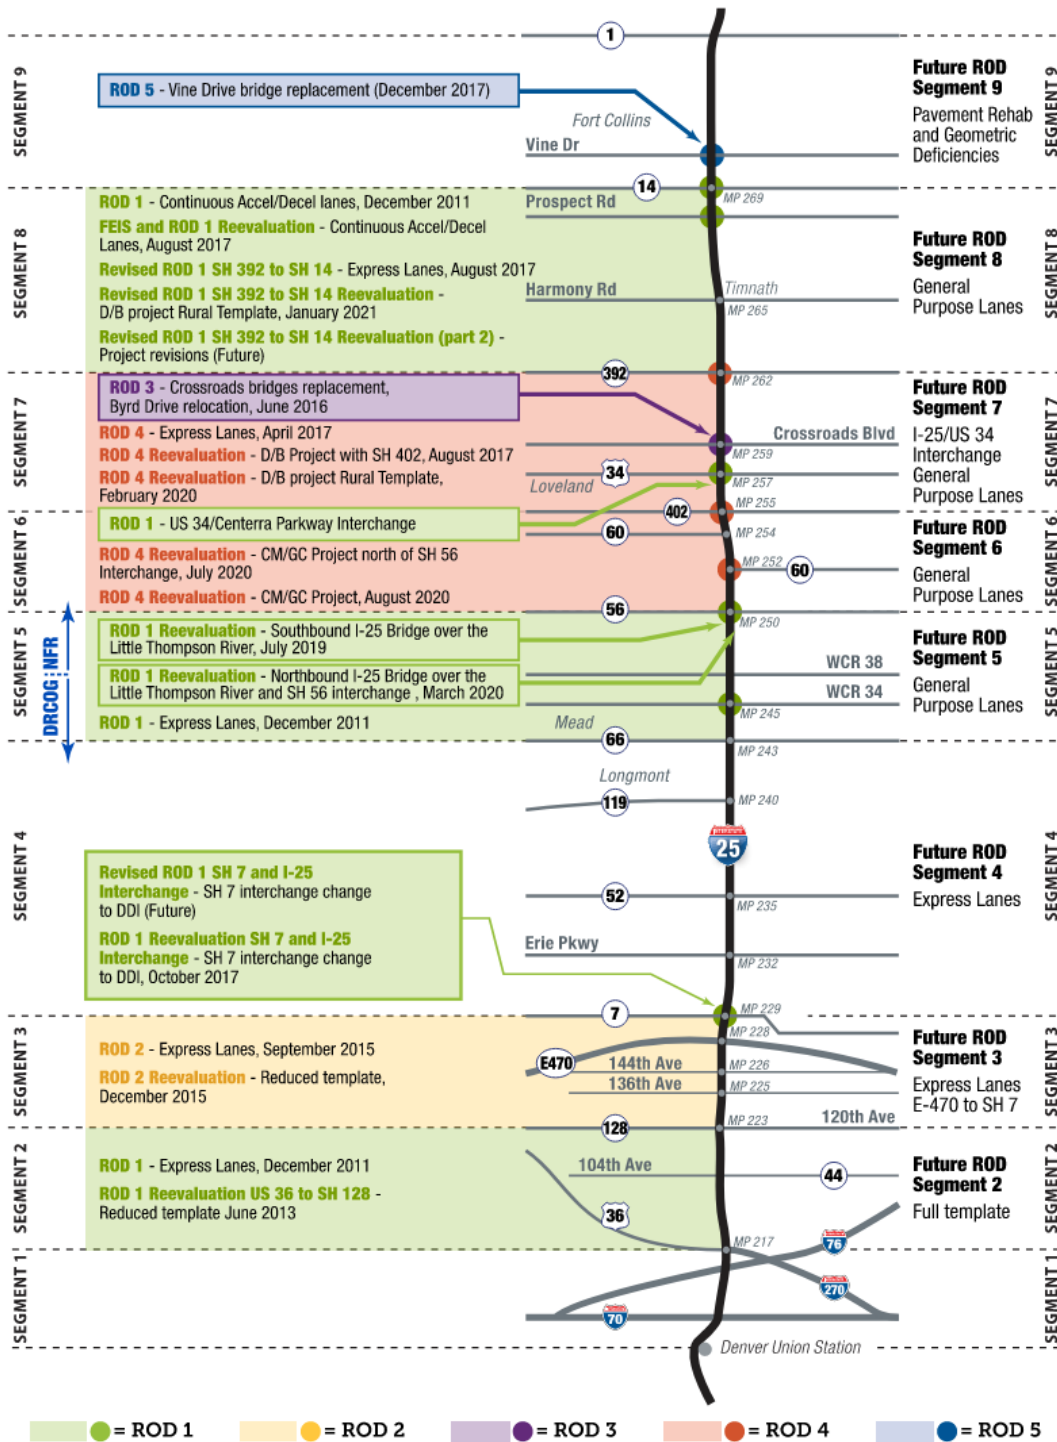 1
SEGMENT 9
ROD 5 - Vine Drive bridge replacement (December 2017)
Fort Collins
Vine Dr
Future ROD
Segment 9
Pavement Rehab
and Geometric
Deficiencies
SEGMENT 9
14
MP 269
Prospect Rd
SEGMENT 8
ROD 1 - Continuous Accel/Decel lanes, December 2011
FEIS and ROD 1 Reevaluation - Continuous Accel/Decel
Lanes, August 2017
Revised ROD 1 SH 392 to SH 14 - Express Lanes, August 2017
Revised ROD 1 SH 392 to SH 14 Reevaluation -
D/B project Rural Template, January 2021
Revised ROD 1 SH 392 to SH 14 Reevaluation (part 2) -
Project revisions (Future)
Harmony Rd
Timnath
MP 265
Future ROD
Segment 8
General
Purpose Lanes
SEGMENT 8
392
MP 262
SEGMENT 7
ROD 3 - Crossroads bridges replacement,
Byrd Drive relocation, June 2016
ROD 4 - Express Lanes, April 2017
ROD 4 Reevaluation - D/B Project with SH 402, August 2017
ROD 4 Reevaluation - D/B project Rural Template,
February 2020
Crossroads Blvd
MP 259
34
Loveland
MP 257
Future ROD
Segment 7
I-25/US 34
Interchange
General
Purpose Lanes
SEGMENT 7
402
MP 255
SEGMENT 6
ROD 1 - US 34/Centerra Parkway Interchange
ROD 4 Reevaluation - CM/GC Project north of SH 56
Interchange, July 2020
ROD 4 Reevaluation - CM/GC Project, August 2020
60
MP 254
MP 252
60
Future ROD
Segment 6
General
Purpose Lanes
SEGMENT 6
56
MP 250
SEGMENT 5
DRCOG NFR
ROD 1 Reevaluation - Southbound I-25 Bridge over the
Little Thompson River, July 2019
ROD 1 Reevaluation - Northbound I-25 Bridge over the
Little Thompson River and SH 56 interchange , March 2020
ROD 1 - Express Lanes, December 2011
WCR 38
WCR 34
MP 245
Mead
Future ROD
Segment 5
General
Purpose Lanes
SEGMENT 5
66
MP 243
Longmont
119
MP 240
SEGMENT 4
INTERSTATE
25
52
MP 235
Erie Pkwy
MP 232
Revised ROD 1 SH 7 and I-25
Interchange - SH 7 interchange change
to DDI (Future)
ROD 1 Reevaluation SH 7 and I-25
Interchange - SH 7 interchange change
to DDI, October 2017
Future ROD
Segment 4
Express Lanes
SEGMENT 4
7
MP 229
SEGMENT 3
ROD 2 - Express Lanes, September 2015
ROD 2 Reevaluation - Reduced template,
December 2015
MP 228
E470
144th Ave
MP 226
136th Ave
MP 225
Future ROD
Segment 3
Express Lanes
E-470 to SH 7
SEGMENT 3
128
MP 223
120th Ave
SEGMENT 2
ROD 1 - Express Lanes, December 2011
ROD 1 Reevaluation US 36 to SH 128 -
Reduced template June 2013
104th Ave
44
36
Future ROD
Segment 2
Full template
SEGMENT 2
MP 217
76
SEGMENT 1
270
70
SEGMENT 1
Denver Union Station
= ROD 1
= ROD 2
= ROD 3
= ROD 4
= ROD 5